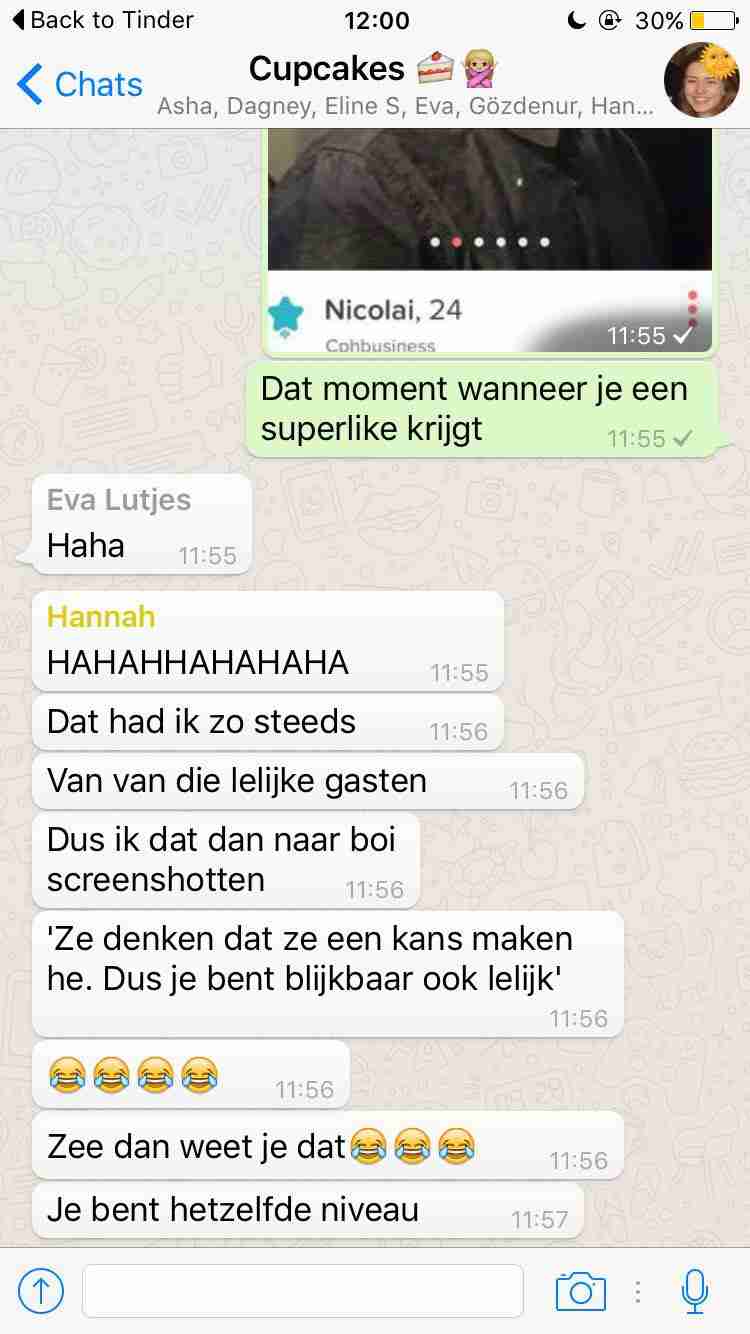 Back to Tinder 12:00 30%
Chats Cupcakes 🍰🙅🏼
Asha, Dagney, Eline S, Eva, Gözdenur, Han...
Nicolai, 24
Cphbusiness 11:55
Dat moment wanneer je een
superlike krijgt 11:55
Eva Lutjes
Haha 11:55
Hannah
HAHAHHAHAHAHA 11:55
Dat had ik zo steeds 11:56
Van van die lelijke gasten 11:56
Dus ik dat dan naar boi
screenshotten 11:56
'Ze denken dat ze een kans maken
he. Dus je bent blijkbaar ook lelijk'
11:56
😂😂😂😂 11:56
Zee dan weet je dat😂😂😂 11:56
Je bent hetzelfde niveau 11:57